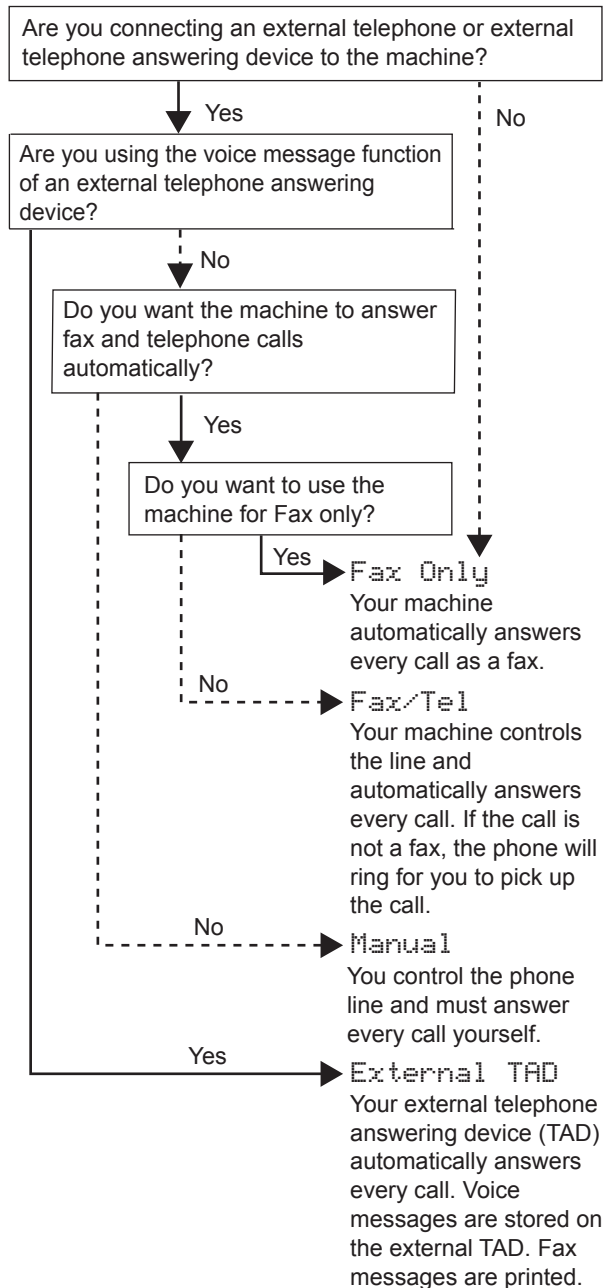 Are you connecting an external telephone or external
telephone answering device to the machine?
Yes
No
Are you using the voice message function
of an external telephone answering
device?
No
Do you want the machine to answer
fax and telephone calls
automatically?
Yes
Do you want to use the
machine for Fax only?
Yes
Fax Only
Your machine
automatically answers
every call as a fax.
No
Fax/Tel
Your machine controls
the line and
automatically answers
every call. If the call is
not a fax, the phone will
ring for you to pick up
the call.
No
Manual
You control the phone
line and must answer
every call yourself.
Yes
External TAD
Your external telephone
answering device (TAD)
automatically answers
every call. Voice
messages are stored on
the external TAD. Fax
messages are printed.